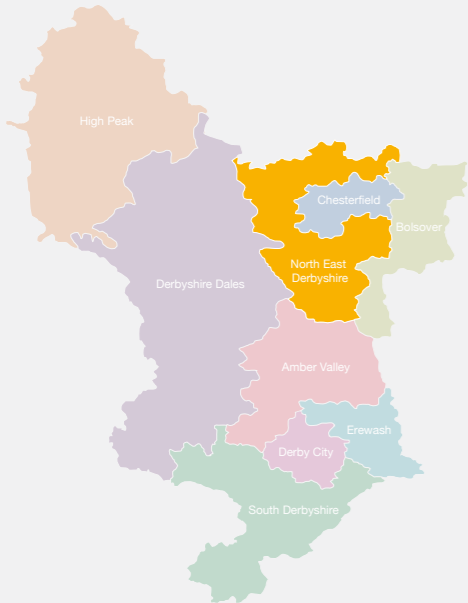 High Peak
Chesterfield
Bolsover
North East
Derbyshire
Derbyshire Dales
Amber Valley
Erewash
Derby City
South Derbyshire